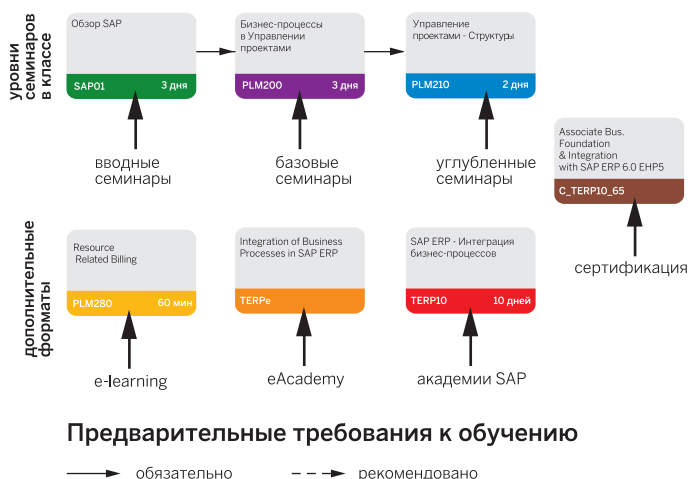 уровни
семинаров
в классе
Обзор SAP
SAP01 3 дня
Бизнес-процессы
в Управлении
проектами
PLM200 3 дня
Управление
проектами - Структуры
PLM210 2 дня
вводные
семинары
базовые
семинары
углубленные
семинары
Associate Bus.
Foundation
& Integration
with SAP ERP 6.0 EHP5
C_TERP10_65
сертификация
дополнительные
форматы
Resource
Related Billing
PLM280 60 мин
Integration of Business
Processes in SAP ERP
TERPe
SAP ERP - Интеграция
бизнес-процессов
TERP10 10 дней
e-learning
eAcademy
академии SAP
Предварительные требования к обучению
обязательно
рекомендовано